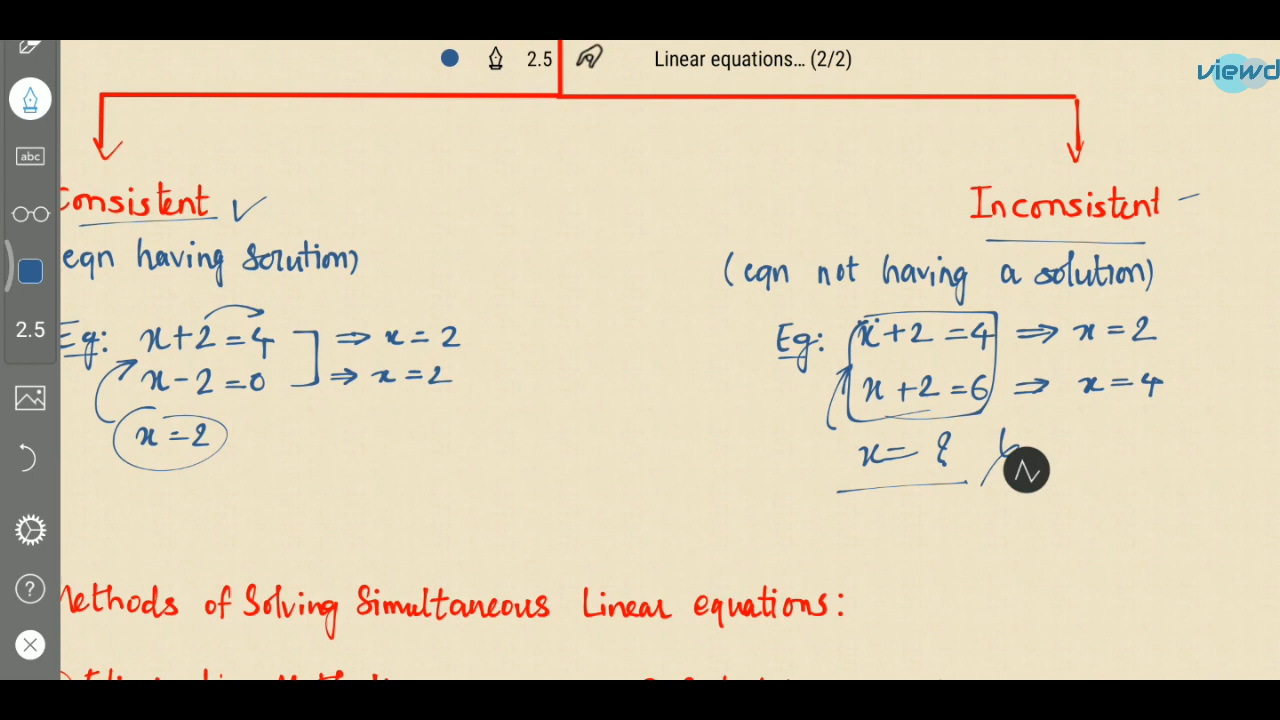 2.5 Linear equations... (2/2)
viewd
abc
2.5
Consistent ✓
Inconsistent
eqn having solution)
(eqn not having a solution)
Eg: x+2=4 ⇒ x=2
x-2=0 ⇒ x=2
x=2
Eg: x+2=4 ⇒ x=2
x+2=6 ⇒ x=4
x=
Methods of Solving Simultaneous Linear equations: